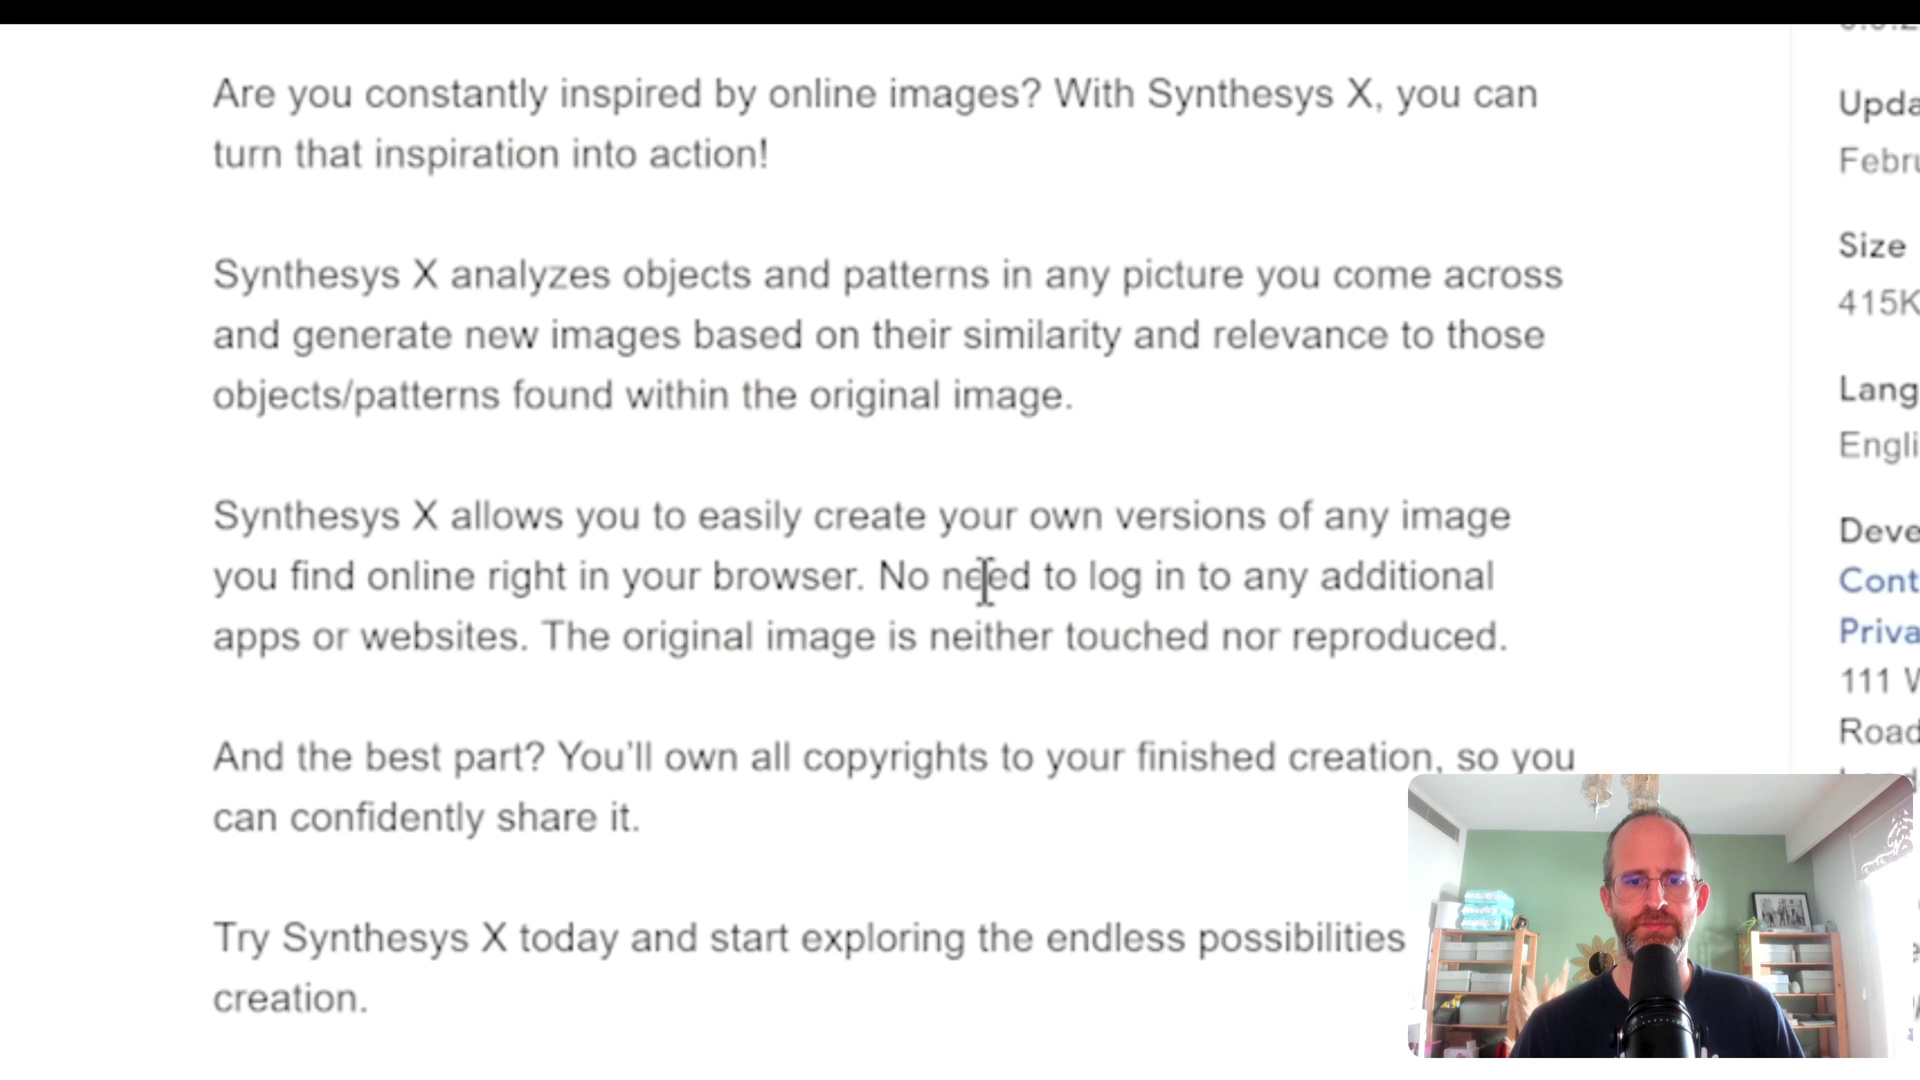 Are you constantly inspired by online images? With Synthesys X, you can
turn that inspiration into action!
Synthesys X analyzes objects and patterns in any picture you come across
and generate new images based on their similarity and relevance to those
objects/patterns found within the original image.
Synthesys X allows you to easily create your own versions of any image
you find online right in your browser. No need to log in to any additional
apps or websites. The original image is neither touched nor reproduced.
And the best part? You’ll own all copyrights to your finished creation, so you
can confidently share it.
Try Synthesys X today and start exploring the endless possibilities
creation.
Upda
Febru
Size
415K
Lang
Engli
Deve
Cont
Priva
111 W
Road